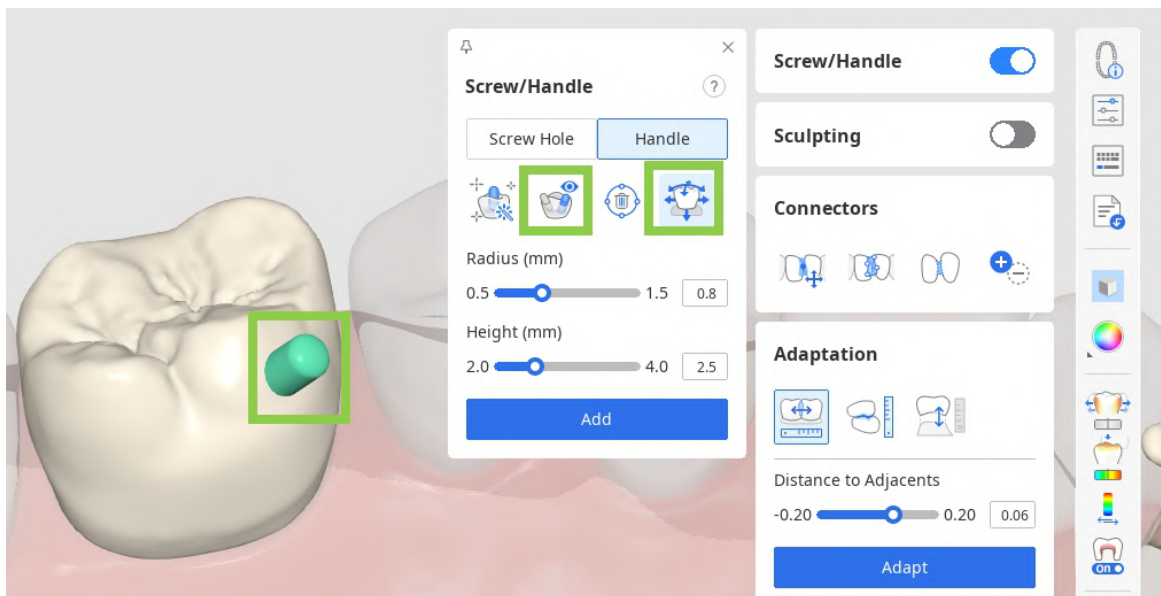 Screw/Handle
?
Screw Hole
Handle
Radius (mm)
0.5
1.5
0.8
Height (mm)
2.0
4.0
2.5
Add
Screw/Handle
Sculpting
Connectors
Adaptation
Distance to Adjacents
-0.20
0.20
0.06
Adapt
On